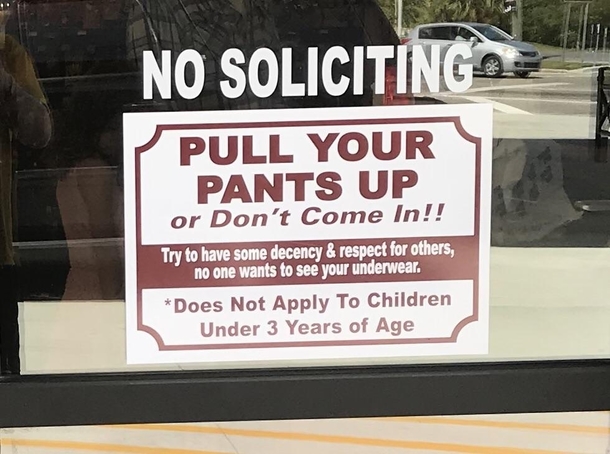 NO SOLICITING
PULL YOUR
PANTS UP
or Don't Come In!!
Try to have some decency & respect for others,
no one wants to see your underwear.
*Does Not Apply To Children
Under 3 Years of Age